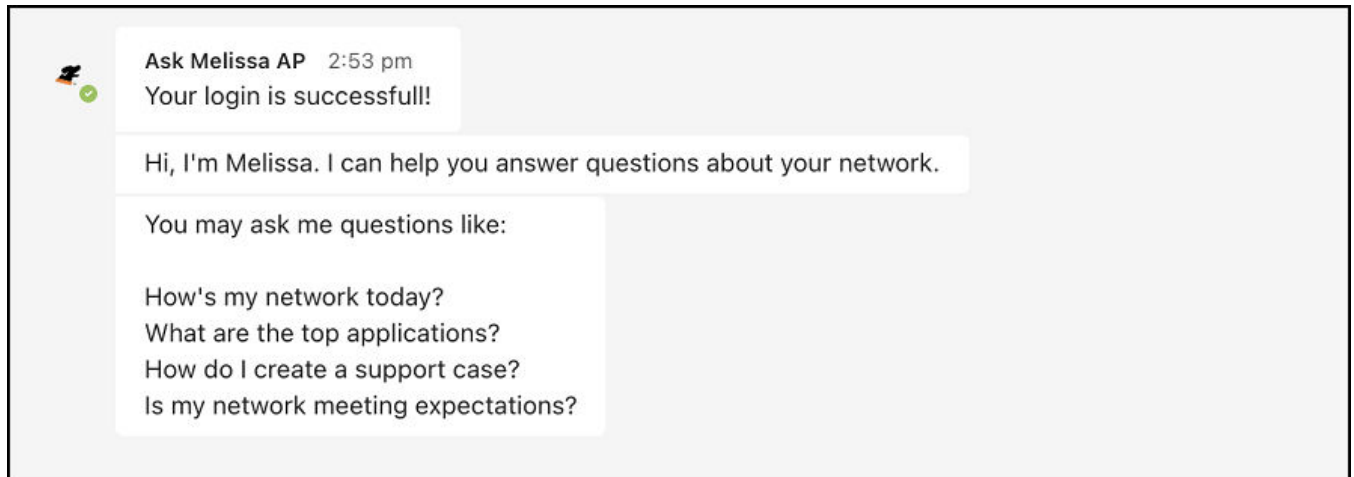 Ask Melissa AP 2:53 pm
Your login is successfull!
Hi, I'm Melissa. I can help you answer questions about your network.
You may ask me questions like:
How's my network today?
What are the top applications?
How do I create a support case?
Is my network meeting expectations?